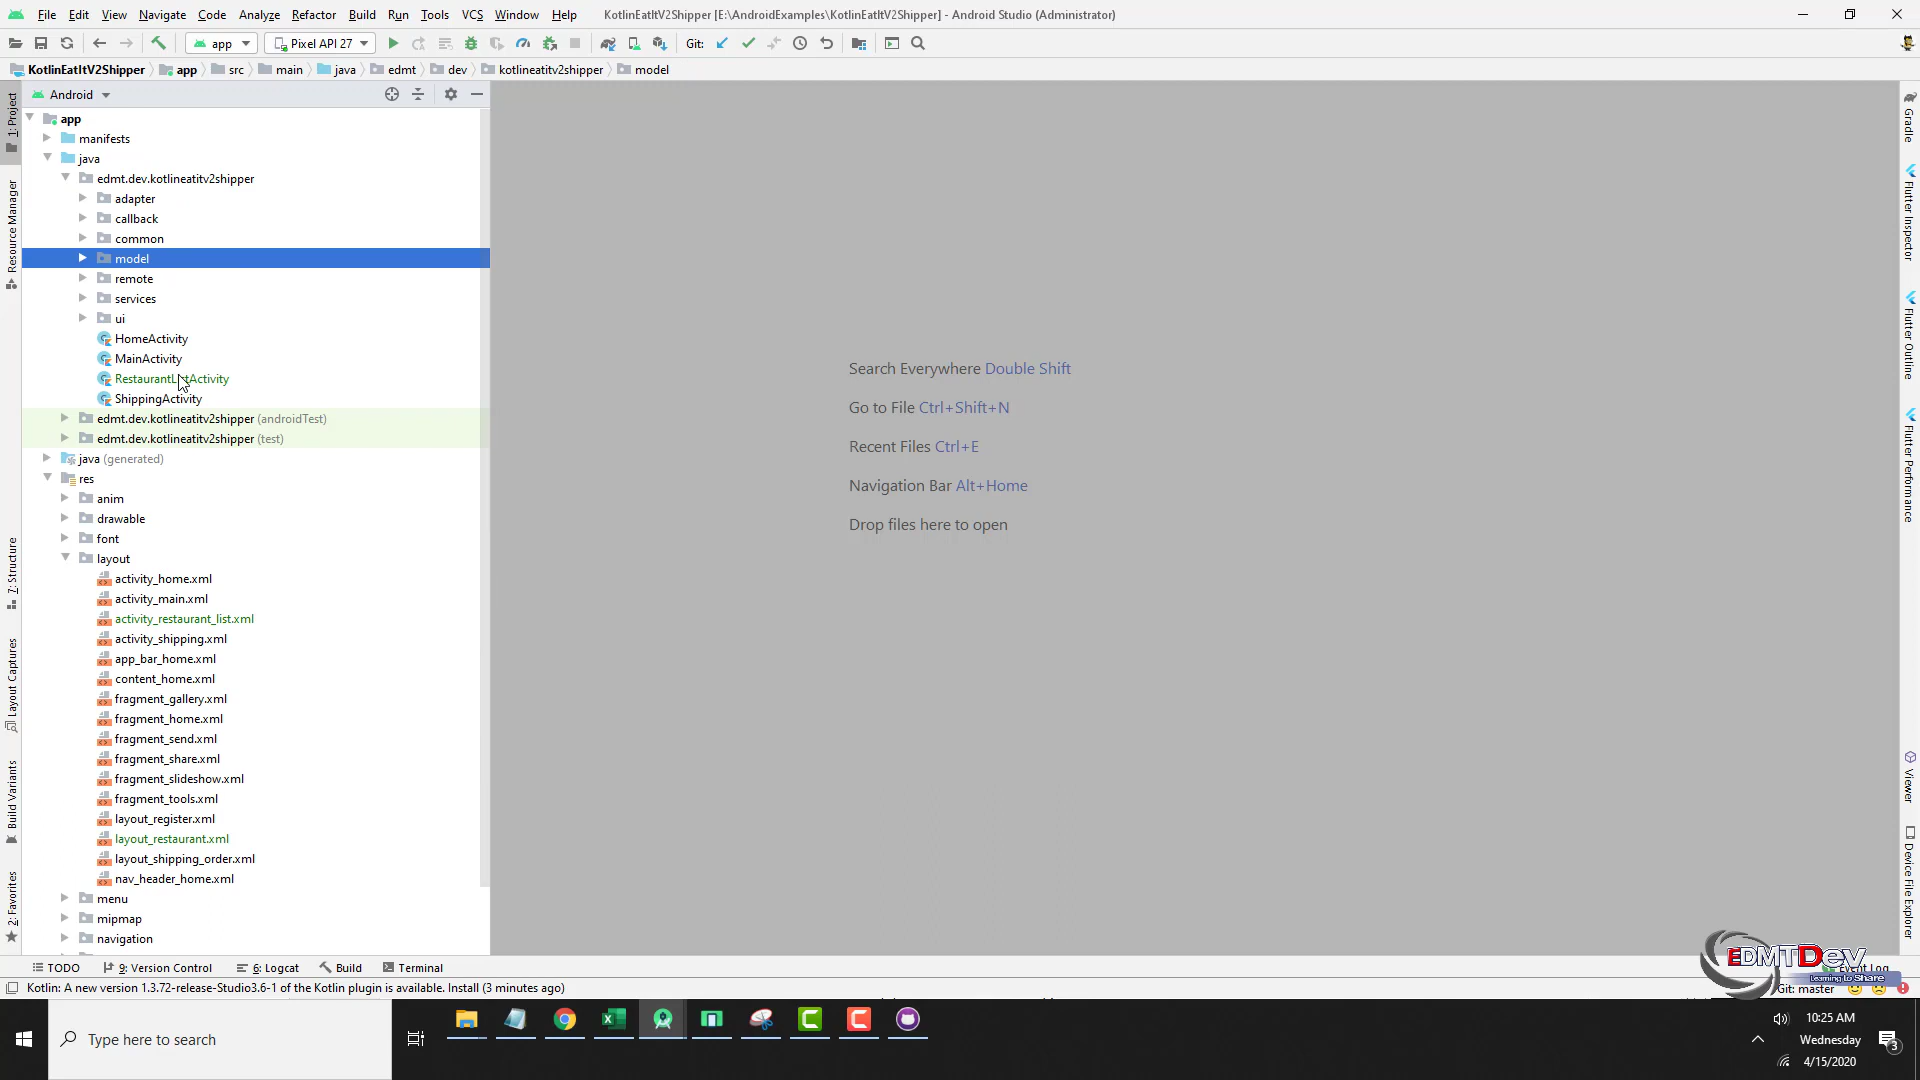 File Edit View Navigate Code Analyze Refactor Build Run Tools VCS Window Help KotlinEatItV2Shipper [E:\AndroidExamples\KotlinEatItV2Shipper] - Android Studio (Administrator)
app Pixel API 27 Git:
KotlinEatItV2Shipper app src main java edmt dev kotlineatitv2shipper model
Android
app
manifests
java
edmt.dev.kotlineatitv2shipper
adapter
callback
common
model
remote
services
ui
HomeActivity
MainActivity
RestaurantListActivity
ShippingActivity
edmt.dev.kotlineatitv2shipper (androidTest)
edmt.dev.kotlineatitv2shipper (test)
java (generated)
res
anim
drawable
font
layout
activity_home.xml
activity_main.xml
activity_restaurant_list.xml
activity_shipping.xml
app_bar_home.xml
content_home.xml
fragment_gallery.xml
fragment_home.xml
fragment_send.xml
fragment_share.xml
fragment_slideshow.xml
fragment_tools.xml
layout_register.xml
layout_restaurant.xml
layout_shipping_order.xml
nav_header_home.xml
menu
mipmap
navigation
1: Project
Resource Manager
7: Structure
Layout Captures
Build Variants
2: Favorites
Search Everywhere Double Shift
Go to File Ctrl+Shift+N
Recent Files Ctrl+E
Navigation Bar Alt+Home
Drop files here to open
Gradle
Flutter Inspector
Flutter Outline
Flutter Performance
Viewer
Device File Explorer
EDMTDev
Learning to Share
TODO 9: Version Control 6: Logcat Build Terminal Event Log
Kotlin: A new version 1.3.72-release-Studio3.6-1 of the Kotlin plugin is available. Install (3 minutes ago) Git: master
Type here to search
10:25 AM
Wednesday
4/15/2020
3